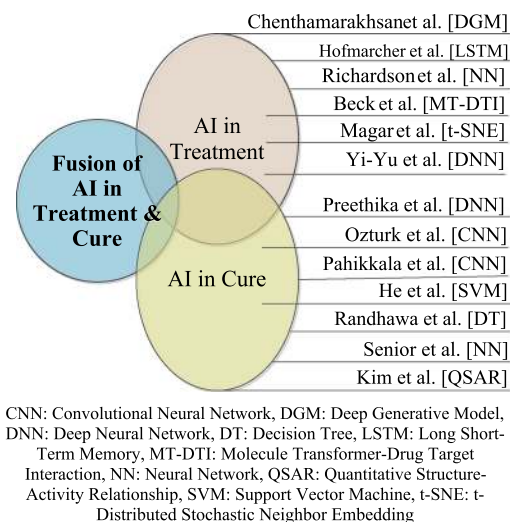 Chenthamarakhsanet al. [DGM]
Hofmarcher et al. [LSTM]
Richardson et al. [NN]
Beck et al. [MT-DTI]
Magar et al. [t-SNE]
Yi-Yu et al. [DNN]
AI in
Treatment
Fusion of
AI in
Treatment &
Cure
AI in Cure
Preethika et al. [DNN]
Ozturk et al. [CNN]
Pahikkala et al. [CNN]
He et al. [SVM]
Randhawa et al. [DT]
Senior et al. [NN]
Kim et al. [QSAR]
CNN: Convolutional Neural Network, DGM: Deep Generative Model,
DNN: Deep Neural Network, DT: Decision Tree, LSTM: Long Short-
Term Memory, MT-DTI: Molecule Transformer-Drug Target
Interaction, NN: Neural Network, QSAR: Quantitative Structure-
Activity Relationship, SVM: Support Vector Machine, t-SNE: t-
Distributed Stochastic Neighbor Embedding